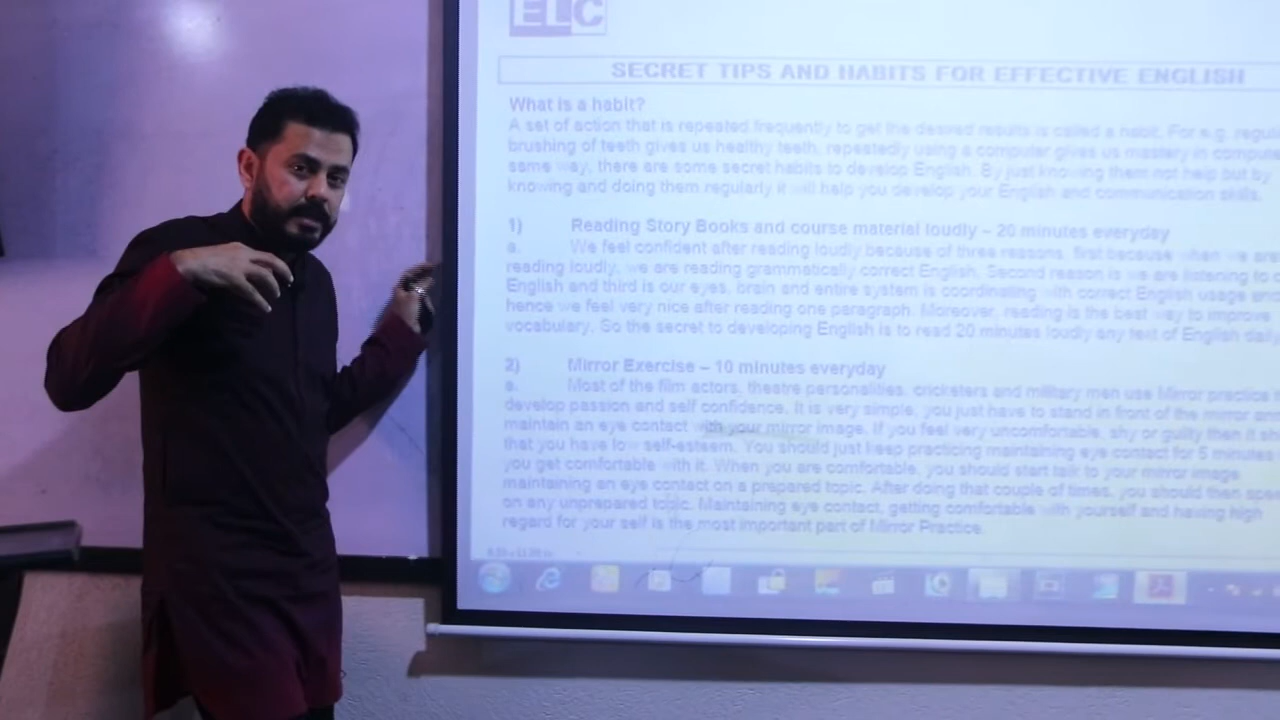 ELC
SECRET TIPS AND HABITS FOR EFFECTIVE ENGLISH
What is a habit?
A set of action that is repeated frequently to get the desired results is called a habit. For e.g. regul
brushing of teeth gives us healthy teeth, repeatedly using a computer gives us mastery in compute
same way, there are some secret habits to develop English. By just knowing them not help but by
knowing and doing them regularly it will help you develop your English and communication skills.
1) Reading Story Books and course material loudly – 20 minutes everyday
a. We feel confident after reading loudly because of three reasons, first because when we are
reading loudly, we are reading grammatically correct English. Second reason is we are listening to
English and third is our eyes, brain and entire system is coordinating with correct English usage and
hence we feel very nice after reading one paragraph. Moreover, reading is the best way to improve
vocabulary. So the secret to developing English is to read 20 minutes loudly any text of English daily
2) Mirror Exercise – 10 minutes everyday
a. Most of the film actors, theatre personalities, cricketers and military men use Mirror practice
develop passion and self confidence. It is very simple, you just have to stand in front of the mirror and
maintain an eye contact with your mirror image. If you feel very uncomfortable, shy or guilty then it sh
that you have low self-esteem. You should just keep practicing maintaining eye contact for 5 minutes
you get comfortable with it. When you are comfortable, you should start talk to your mirror image
maintaining an eye contact on a prepared topic. After doing that couple of times, you should then spea
on any unprepared topic. Maintaining eye contact, getting comfortable with yourself and having high
regard for your self is the most important part of Mirror Practice.